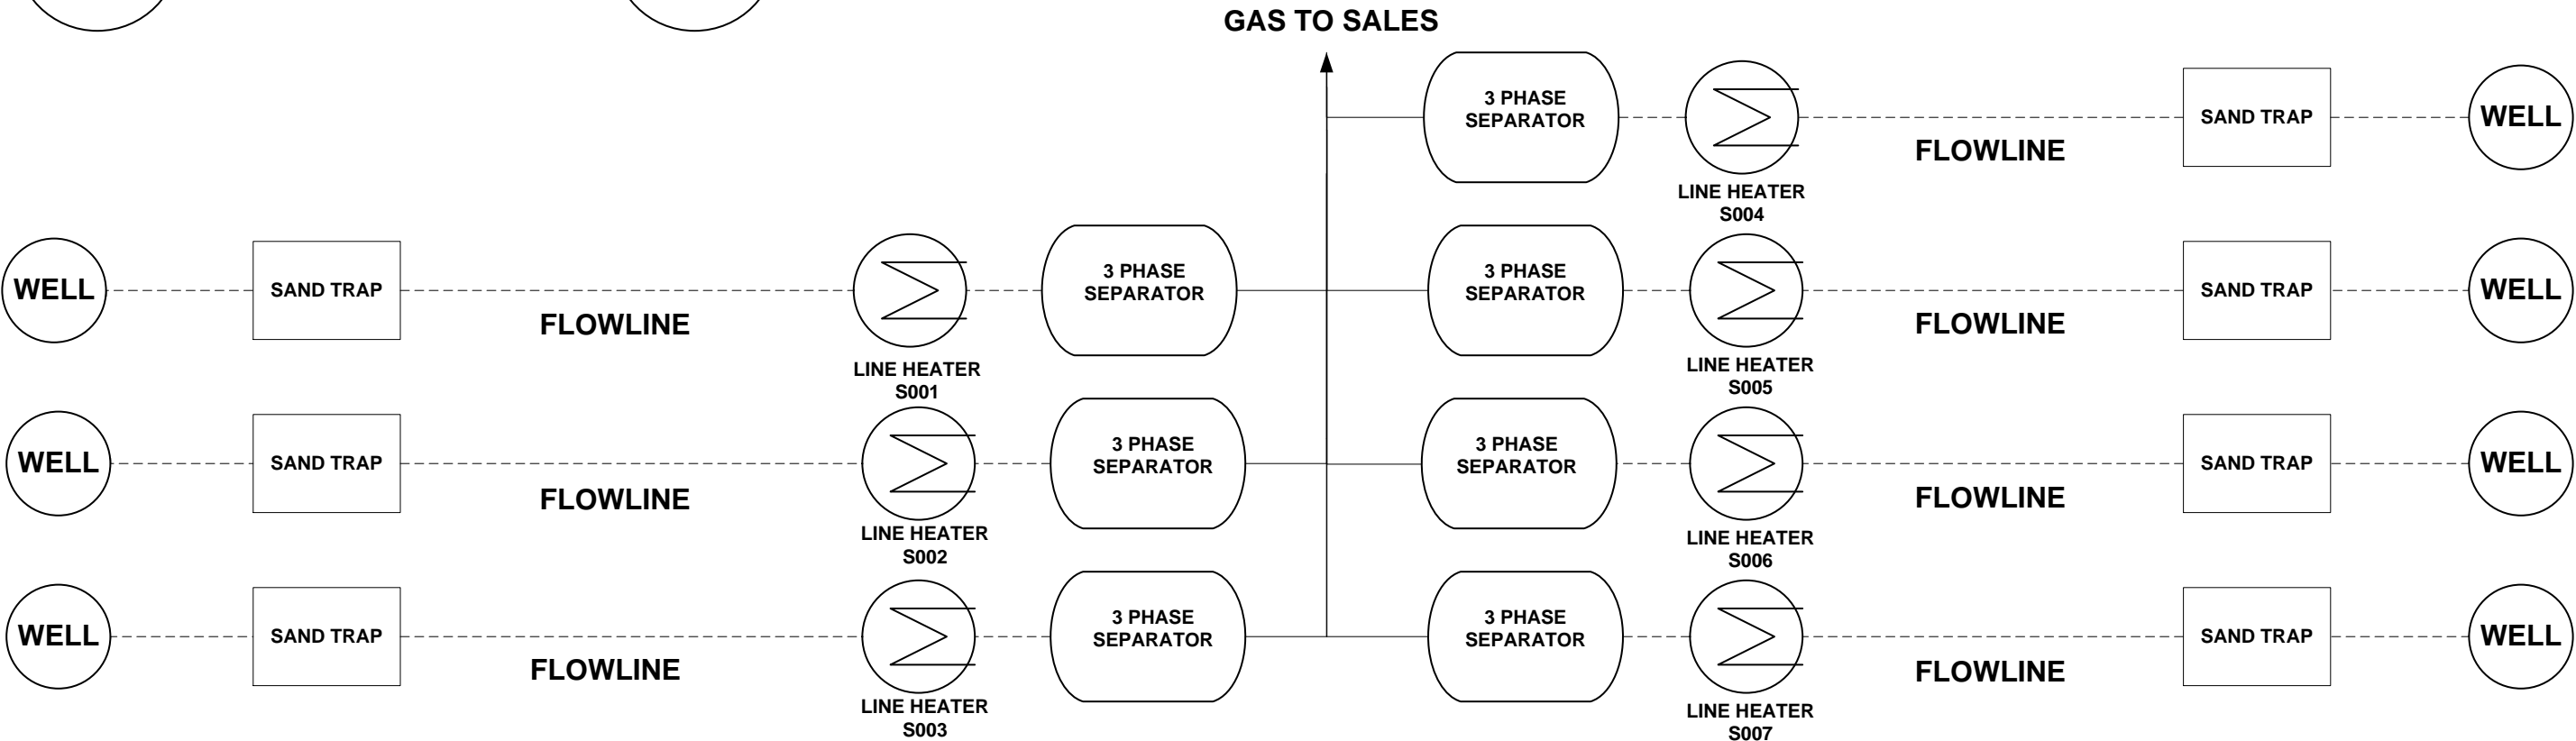 GAS TO SALES
3 PHASE
SEPARATOR
SAND TRAP
WELL
FLOWLINE
LINE HEATER
S004
WELL
SAND TRAP
FLOWLINE
LINE HEATER
S001
3 PHASE
SEPARATOR
3 PHASE
SEPARATOR
LINE HEATER
S005
FLOWLINE
SAND TRAP
WELL
WELL
SAND TRAP
FLOWLINE
LINE HEATER
S002
3 PHASE
SEPARATOR
3 PHASE
SEPARATOR
LINE HEATER
S006
FLOWLINE
SAND TRAP
WELL
WELL
SAND TRAP
FLOWLINE
LINE HEATER
S003
3 PHASE
SEPARATOR
3 PHASE
SEPARATOR
LINE HEATER
S007
FLOWLINE
SAND TRAP
WELL